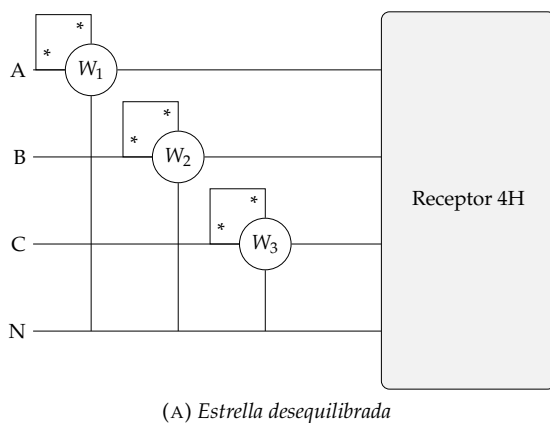 *
* W1
A
*
* W2
B
Receptor 4H
*
* W3
C
N
(A) Estrella desequilibrada